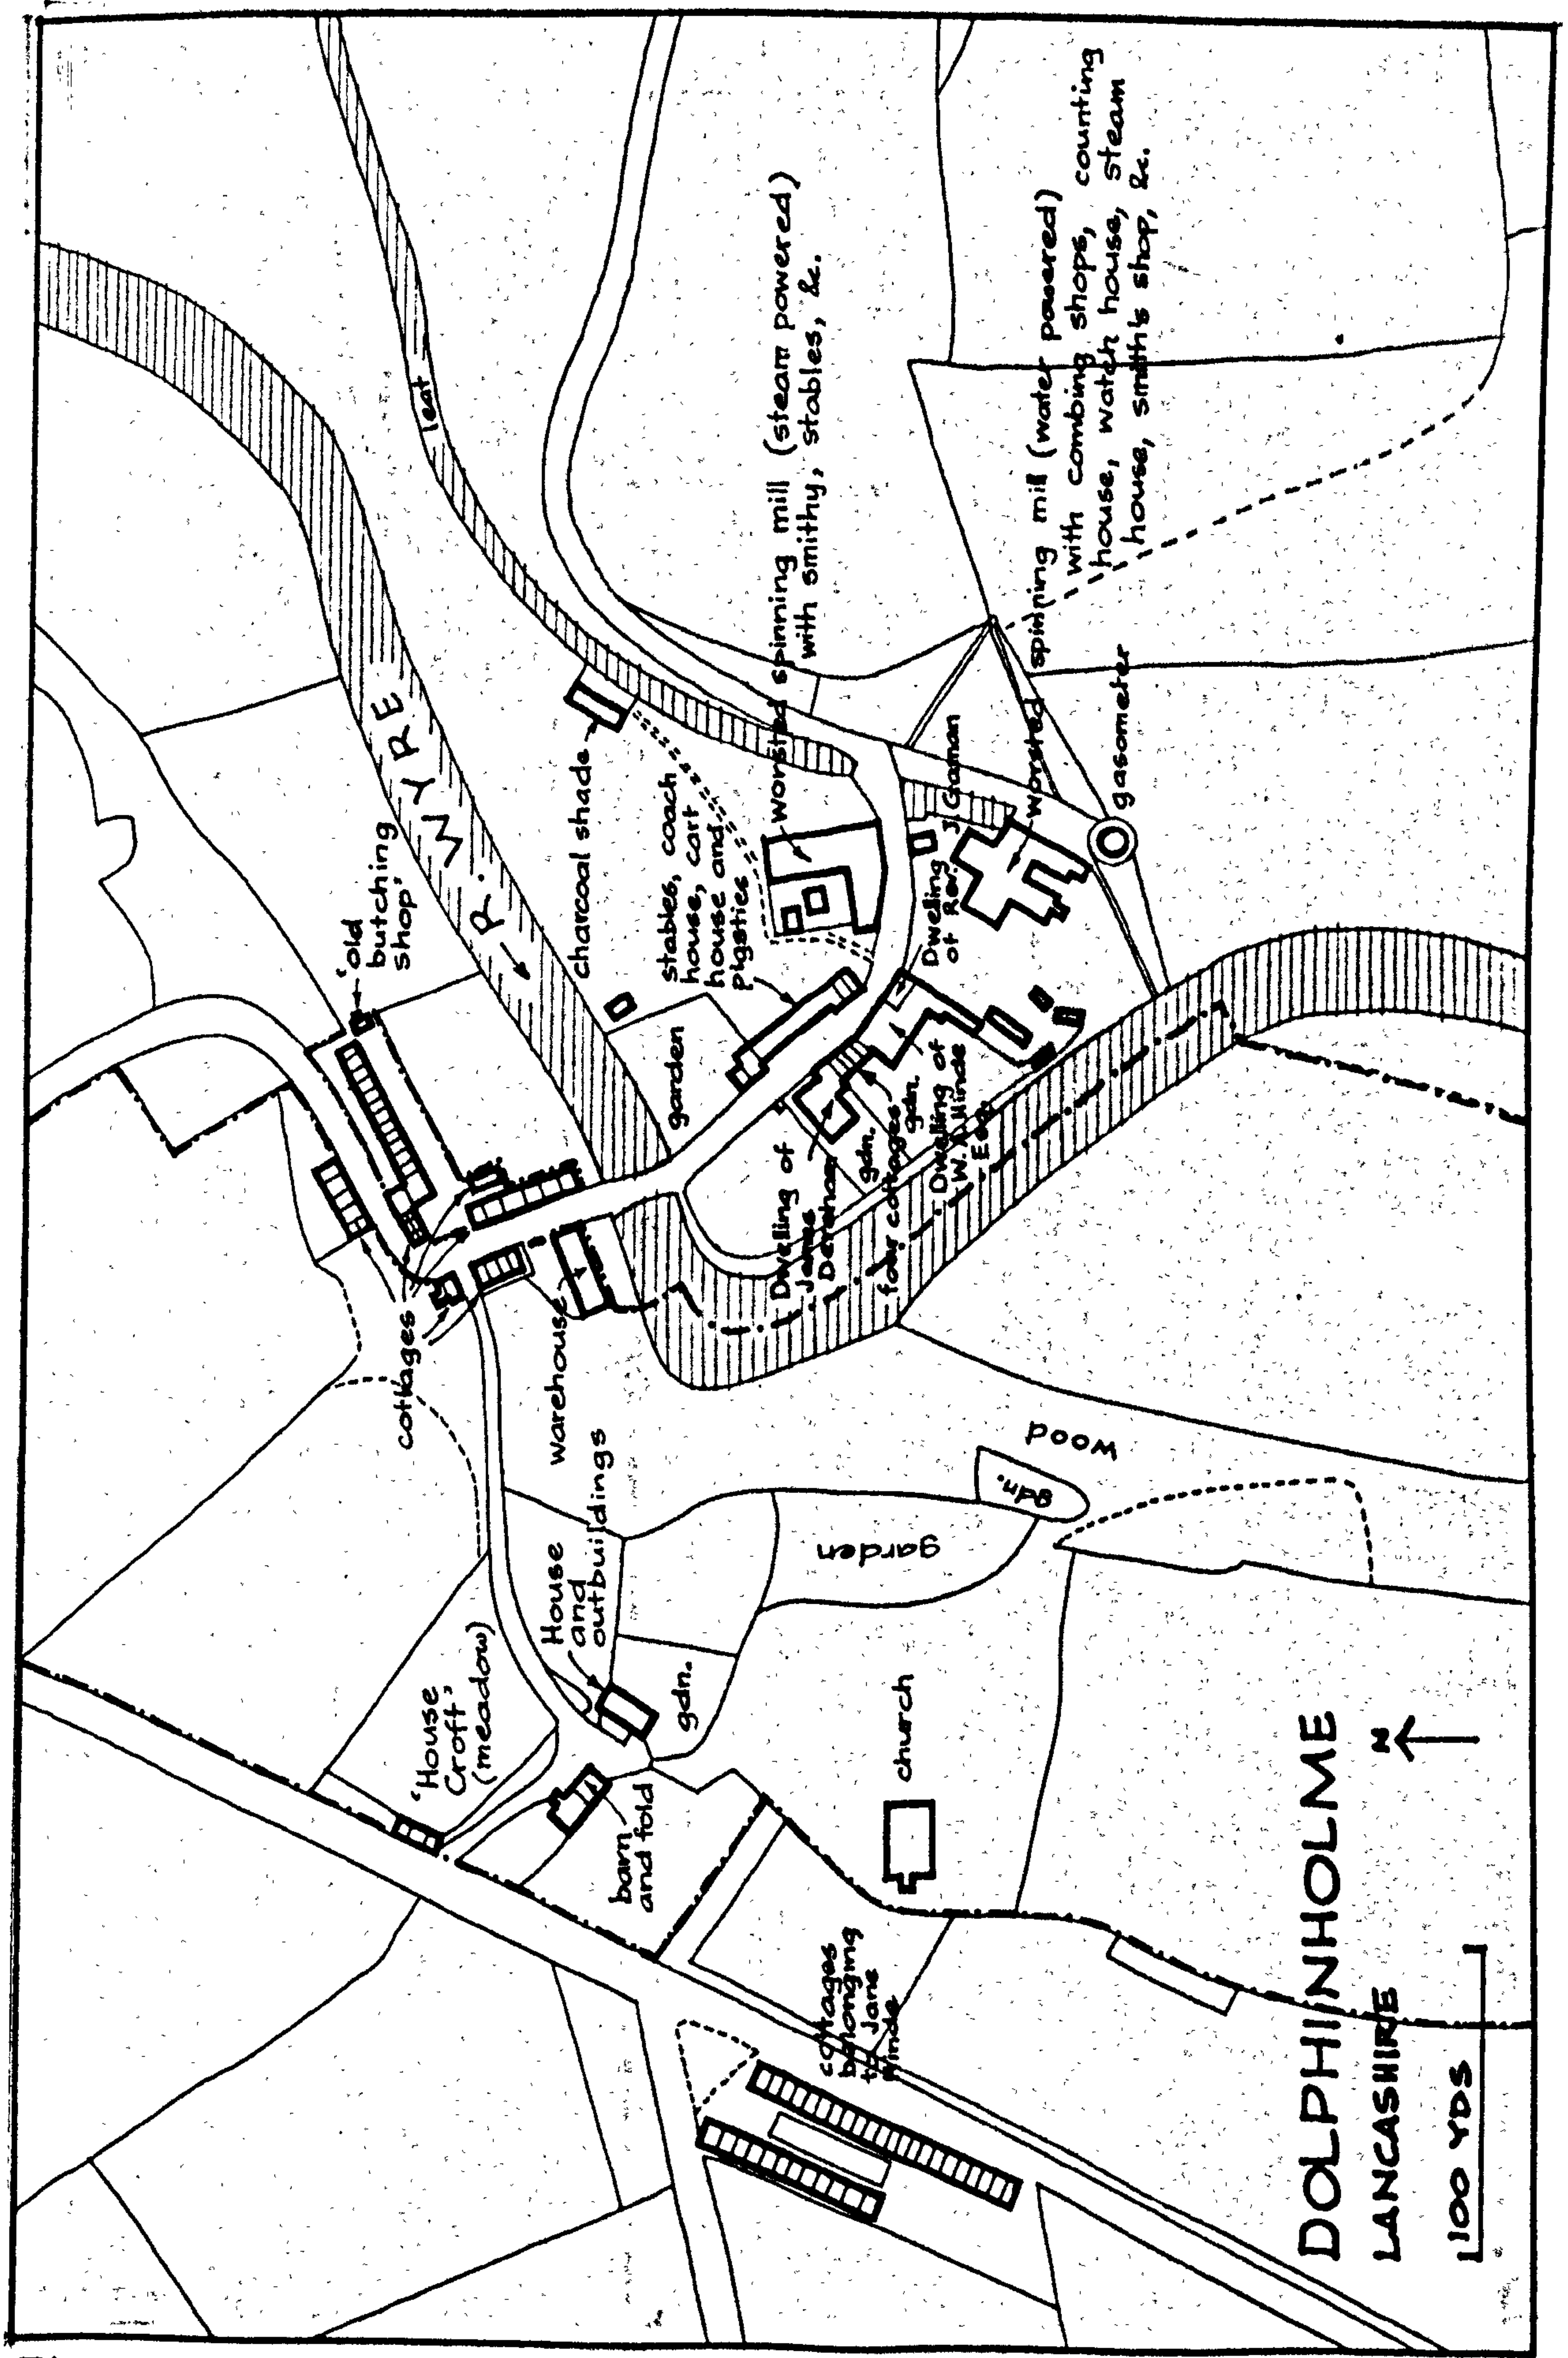 DOLPHINHOLME
LANCASHIRE
N
100 YDS
cottages
belonging
to Jane
Hinde
church
barn
and fold
'House
Croft'
(meadow)
House
and
outbuildings
gdn.
garden
gdn.
wood
cottages
warehouse
'old
butching
shop'
R. WYRE
leat
garden
charcoal shade
stables, coach
house, cart
house and
pigsties
worsted spinning mill (steam powered)
with smithy, stables, &c.
Dwelling of
James
gdn.
four cottages
gdn.
Dwelling of
W. Hinde
Esq.
Dwelling
of Rev.
J. Gaman
worsted spinning mill (water powered)
with combing shops, counting
house, watch house, steam
house, smith's shop, &c.
gasometer